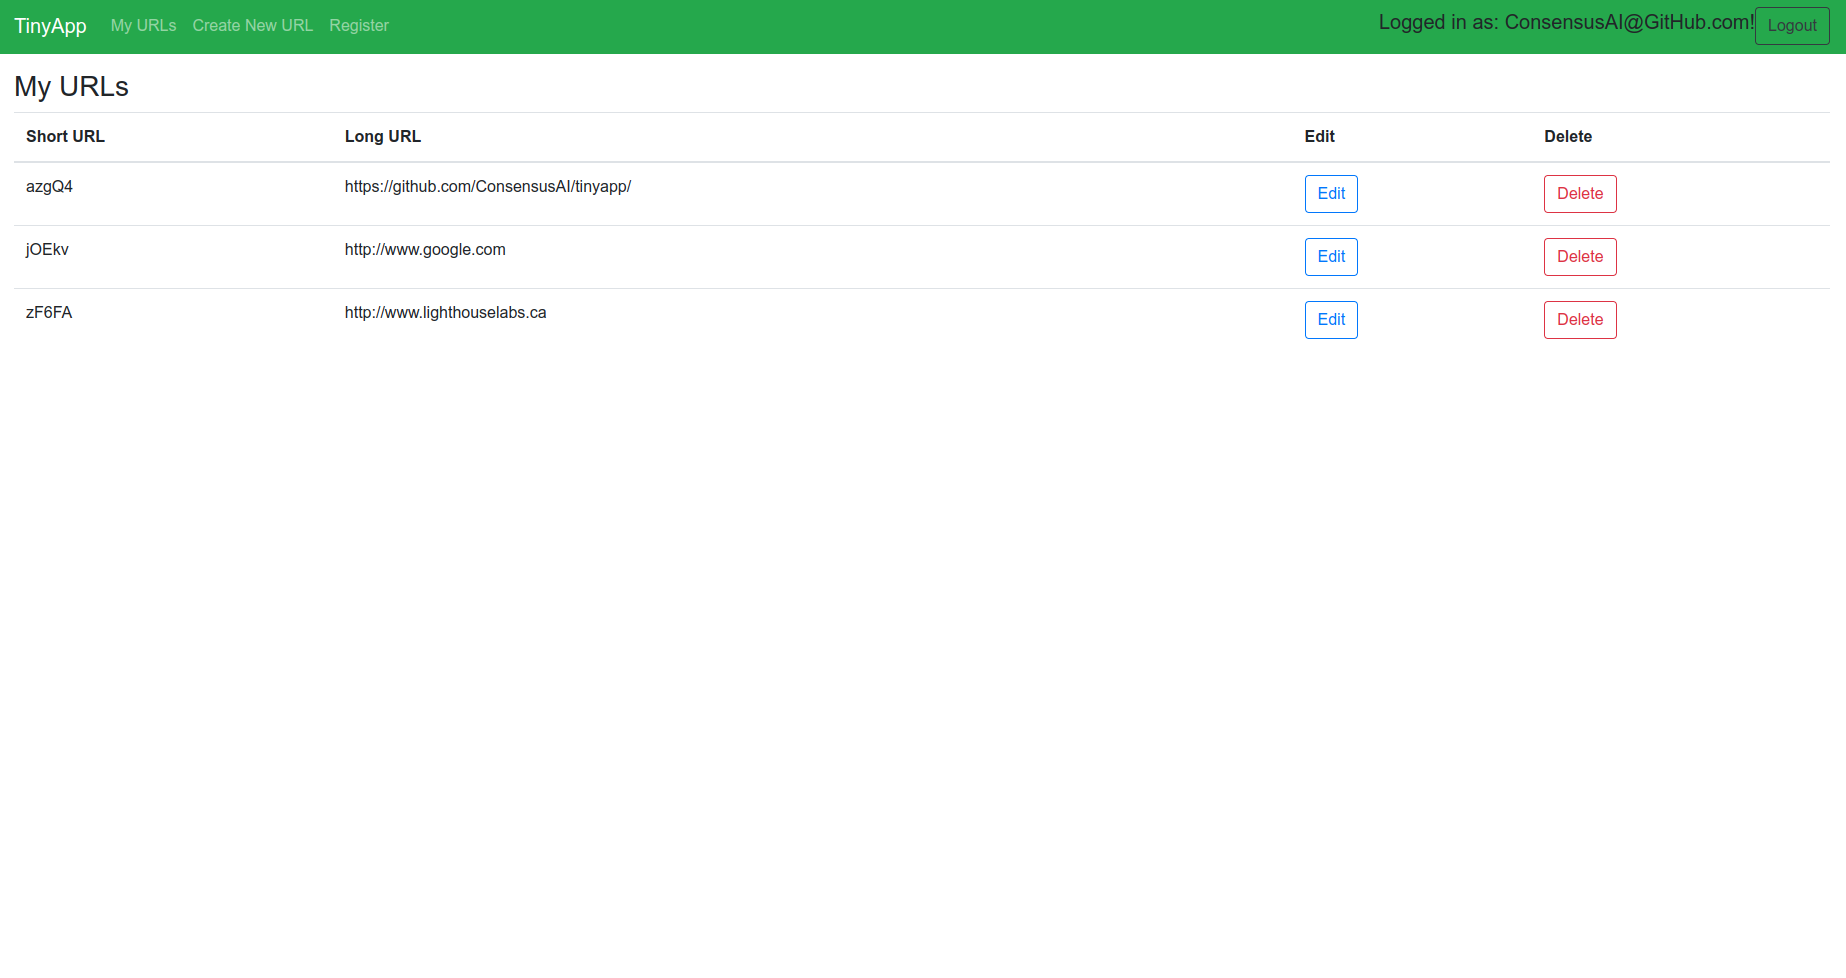 TinyApp My URLs Create New URL Register Logged in as: ConsensusAI@GitHub.com! Logout
My URLs
Short URL Long URL Edit Delete
azgQ4 https://github.com/ConsensusAI/tinyapp/ Edit Delete
jOEkv http://www.google.com Edit Delete
zF6FA http://www.lighthouselabs.ca Edit Delete